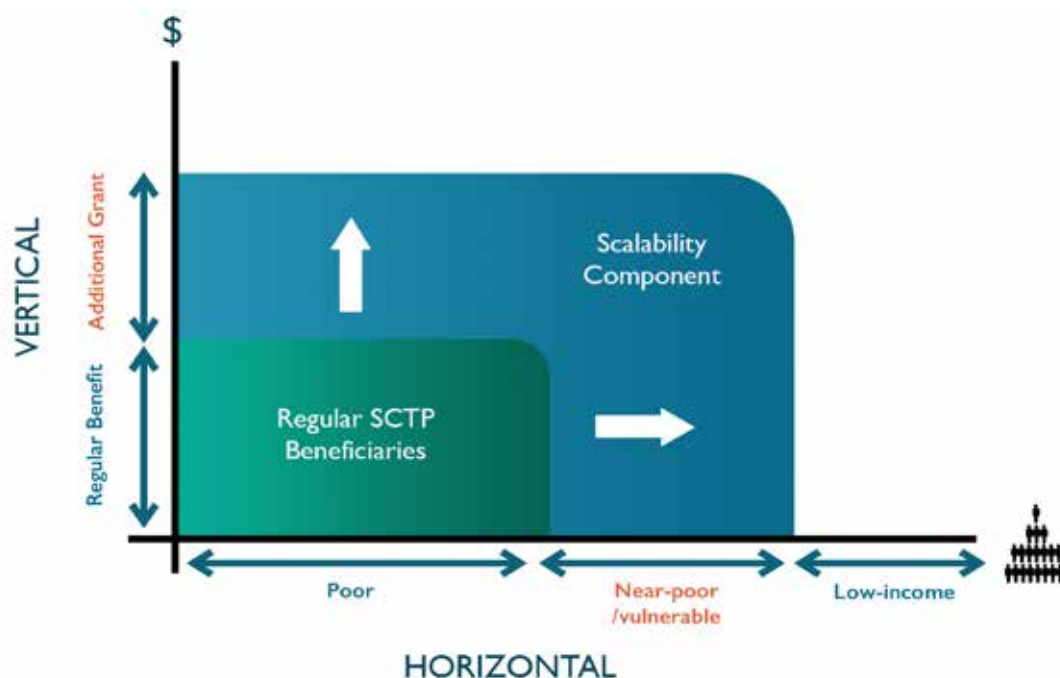 $
VERTICAL
Additional Grant
Regular Benefit
Scalability
Component
Regular SCTP
Beneficiaries
Poor
Near-poor
/vulnerable
Low-income
HORIZONTAL